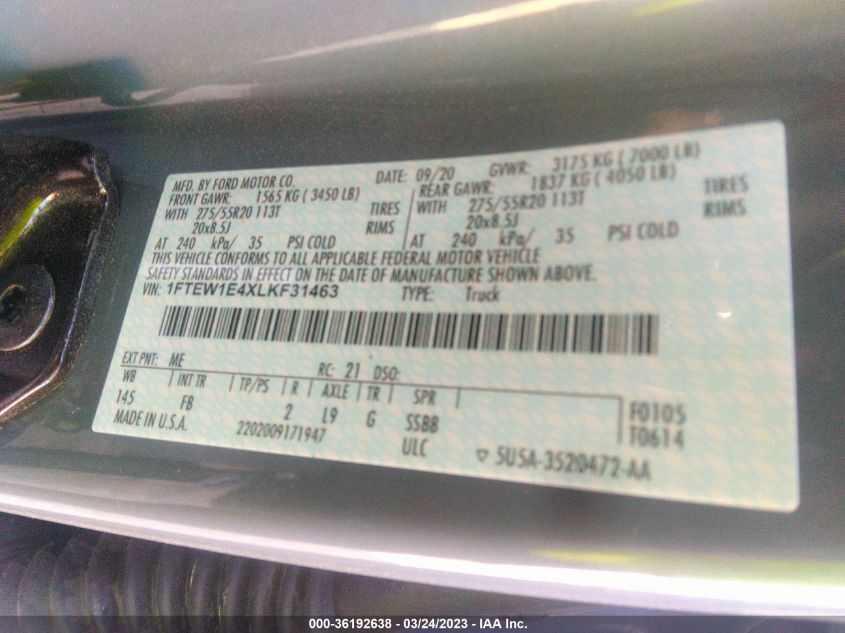 MFD. BY FORD MOTOR CO. DATE: 09/20 GVWR: 3175 KG ( 7000 LB)
FRONT GAWR: 1565 KG ( 3450 LB) REAR GAWR: 1837 KG ( 4050 LB)
WITH 275/55R20 113T TIRES WITH 275/55R20 113T TIRES
20x8.5J RIMS 20x8.5J RIMS
AT 240 kPa/ 35 PSI COLD AT 240 kPa/ 35 PSI COLD
THIS VEHICLE CONFORMS TO ALL APPLICABLE FEDERAL MOTOR VEHICLE
SAFETY STANDARDS IN EFFECT ON THE DATE OF MANUFACTURE SHOWN ABOVE.
VIN: 1FTEW1E4XLKF31463 TYPE: Truck
EXT PNT: ME RC: 21 DSO:
WB INT TR TP/PS R AXLE TR SPR
145 FB 2 L9 G SSBB F0105
MADE IN U.S.A. 2202009171947 ULC T0614
5U5A-3520472-AA
000-36192638 - 03/24/2023 - IAA Inc.